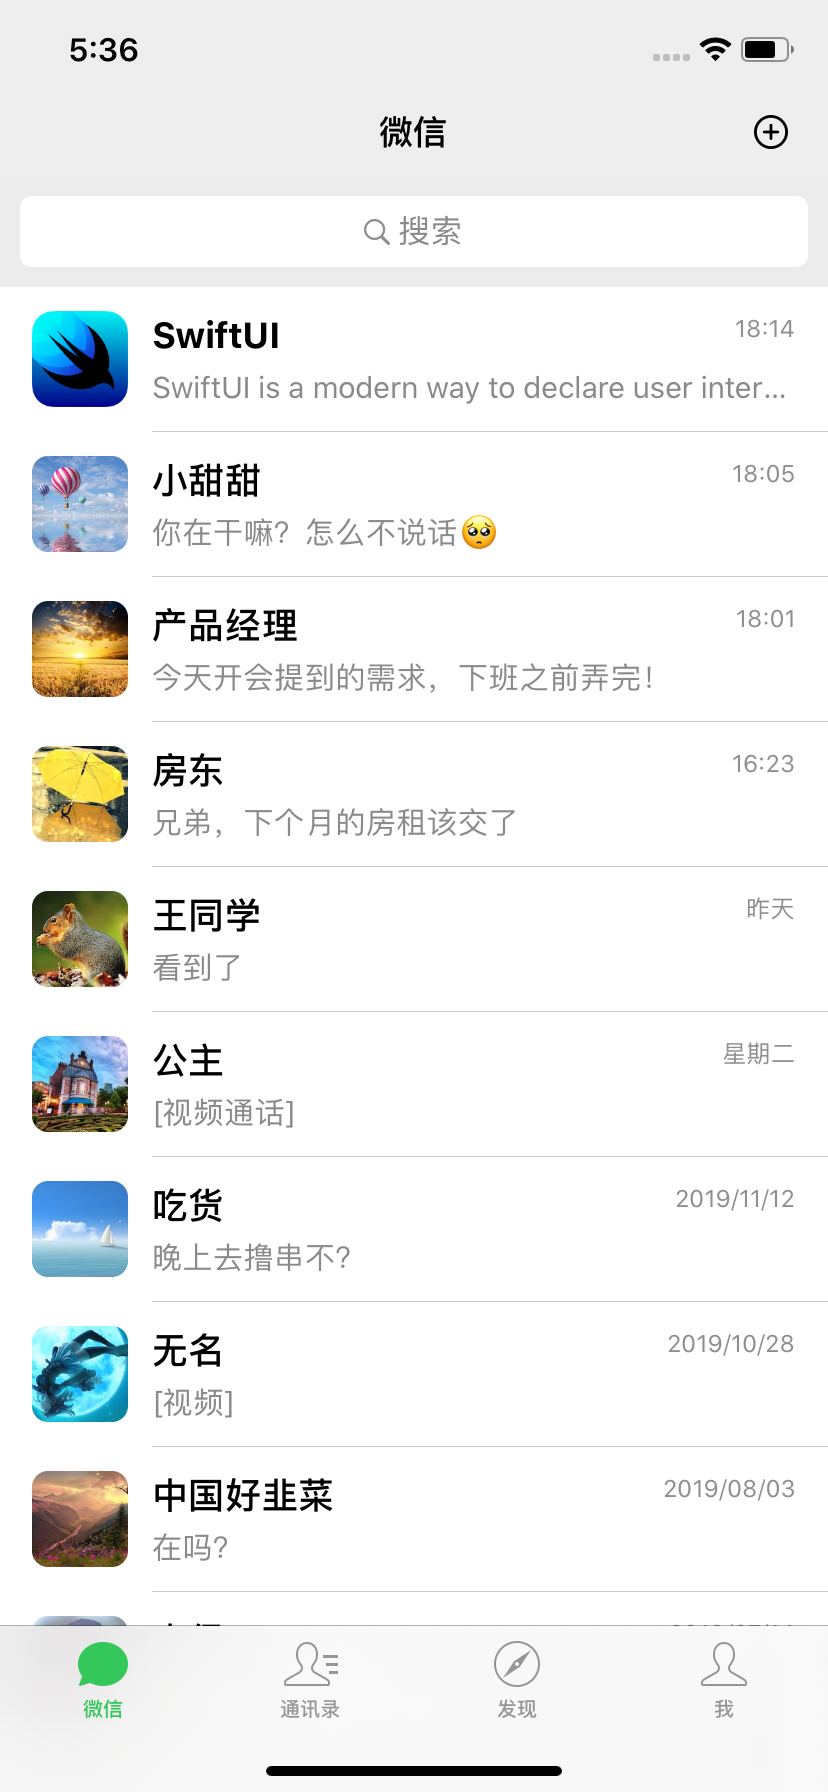 5:36
微信
搜索
SwiftUI
18:14
SwiftUI is a modern way to declare user inter...
小甜甜
18:05
你在干嘛？怎么不说话🥺
产品经理
18:01
今天开会提到的需求，下班之前弄完！
房东
16:23
兄弟，下个月的房租该交了
王同学
昨天
看到了
公主
星期二
[视频通话]
吃货
2019/11/12
晚上去撸串不？
无名
2019/10/28
[视频]
中国好韭菜
2019/08/03
在吗？
微信
通讯录
发现
我